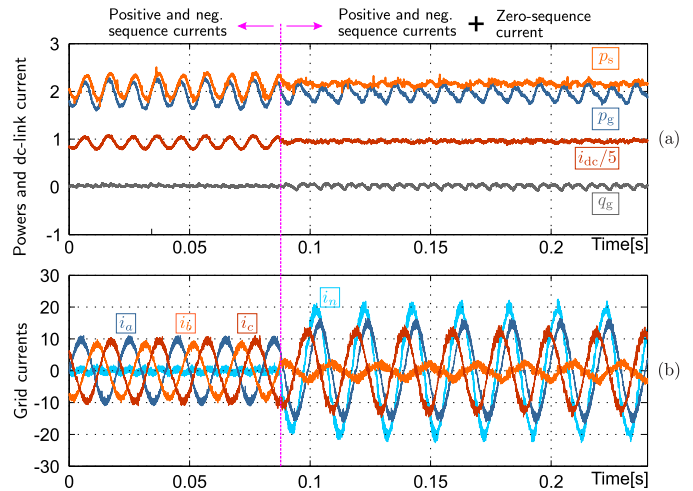 Positive and neg. sequence currents
Positive and neg. sequence currents + Zero-sequence current
Powers and dc-link current
3
2
1
0
-1
p_s
p_g
i_dc/5
q_g
(a)
0
0.05
0.1
0.15
0.2
Time[s]
Grid currents
30
20
10
0
-10
-20
-30
i_a
i_b
i_c
i_n
(b)
0
0.05
0.1
0.15
0.2
Time[s]